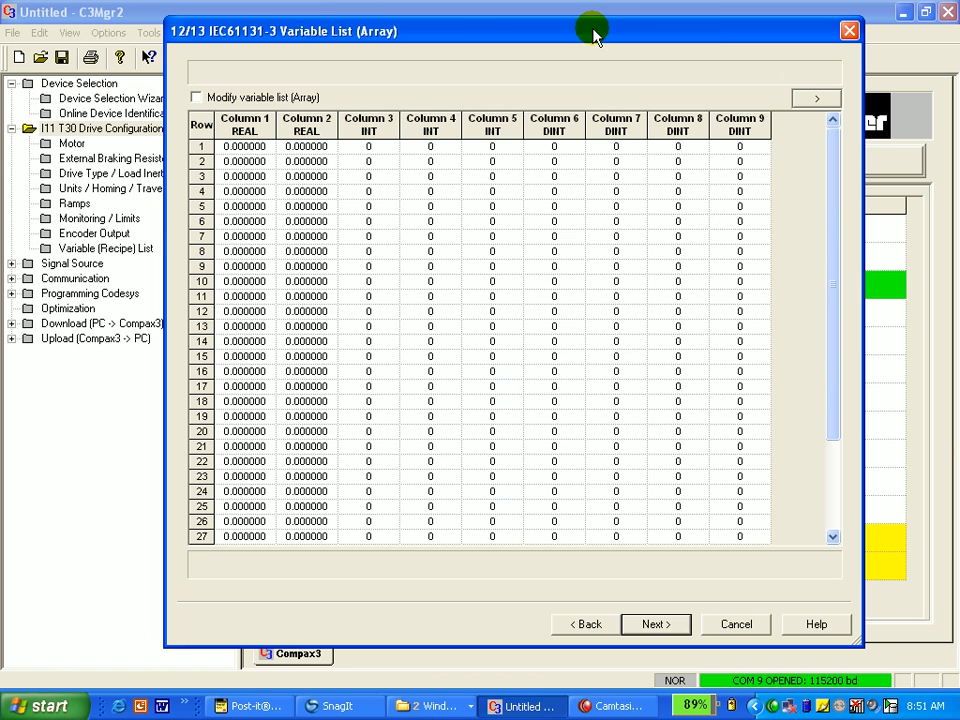 Untitled - C3Mgr2
File Edit View Options Tools
12/13 IEC61131-3 Variable List (Array)
Device Selection
Device Selection Wizar
Online Device Identifica
I11 T30 Drive Configuration
Motor
External Braking Resist
Drive Type / Load Inert
Units / Homing / Trave
Ramps
Monitoring / Limits
Encoder Output
Variable (Recipe) List
Signal Source
Communication
Programming Codesys
Optimization
Download (PC -> Compax3)
Upload (Compax3 -> PC)
Modify variable list (Array)
>
Row Column 1 REAL Column 2 REAL Column 3 INT Column 4 INT Column 5 INT Column 6 DINT Column 7 DINT Column 8 DINT Column 9 DINT
1 0.000000 0.000000 0 0 0 0 0 0 0
2 0.000000 0.000000 0 0 0 0 0 0 0
3 0.000000 0.000000 0 0 0 0 0 0 0
4 0.000000 0.000000 0 0 0 0 0 0 0
5 0.000000 0.000000 0 0 0 0 0 0 0
6 0.000000 0.000000 0 0 0 0 0 0 0
7 0.000000 0.000000 0 0 0 0 0 0 0
8 0.000000 0.000000 0 0 0 0 0 0 0
9 0.000000 0.000000 0 0 0 0 0 0 0
10 0.000000 0.000000 0 0 0 0 0 0 0
11 0.000000 0.000000 0 0 0 0 0 0 0
12 0.000000 0.000000 0 0 0 0 0 0 0
13 0.000000 0.000000 0 0 0 0 0 0 0
14 0.000000 0.000000 0 0 0 0 0 0 0
15 0.000000 0.000000 0 0 0 0 0 0 0
16 0.000000 0.000000 0 0 0 0 0 0 0
17 0.000000 0.000000 0 0 0 0 0 0 0
18 0.000000 0.000000 0 0 0 0 0 0 0
19 0.000000 0.000000 0 0 0 0 0 0 0
20 0.000000 0.000000 0 0 0 0 0 0 0
21 0.000000 0.000000 0 0 0 0 0 0 0
22 0.000000 0.000000 0 0 0 0 0 0 0
23 0.000000 0.000000 0 0 0 0 0 0 0
24 0.000000 0.000000 0 0 0 0 0 0 0
25 0.000000 0.000000 0 0 0 0 0 0 0
26 0.000000 0.000000 0 0 0 0 0 0 0
27 0.000000 0.000000 0 0 0 0 0 0 0
er
< Back Next > Cancel Help
Compax3
NOR COM 9 OPENED: 115200 bd
start Post-it®... SnagIt 2 Wind... Untitled ... Camtasi... 89% 8:51 AM